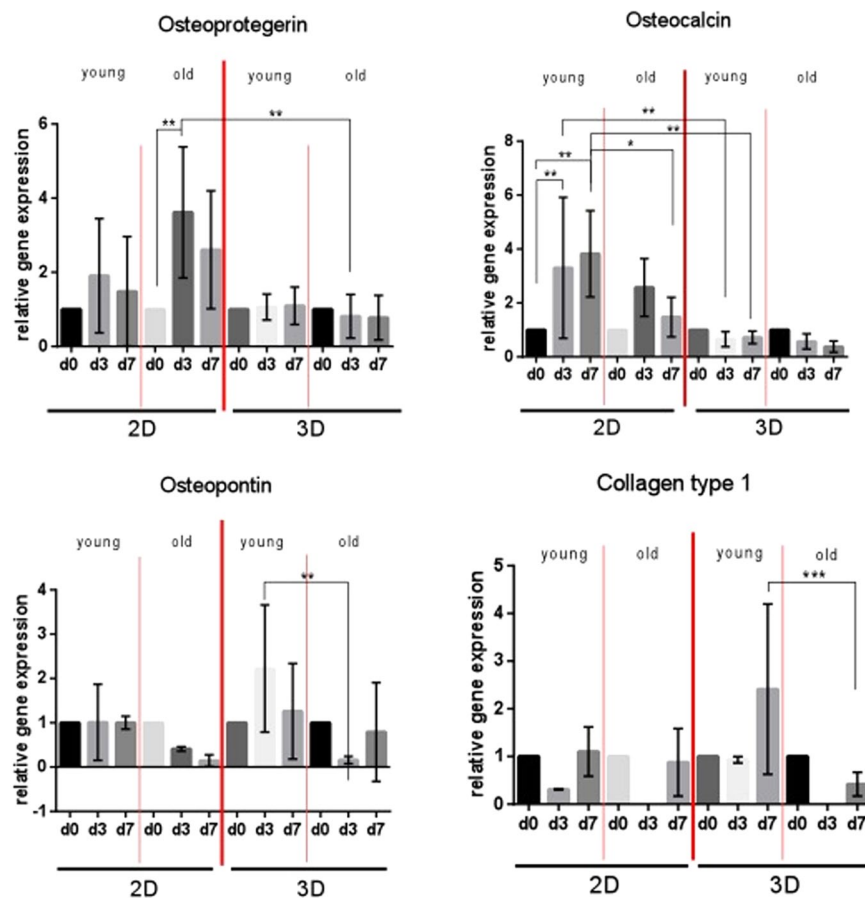 Osteoprotegerin
young old young old
** **
relative gene expression
6
4
2
0
d0 d3 d7 d0 d3 d7 d0 d3 d7 d0 d3 d7
2D 3D
Osteocalcin
young old young old
** ** ** * **
relative gene expression
8
6
4
2
0
d0 d3 d7 d0 d3 d7 d0 d3 d7 d0 d3 d7
2D 3D
Osteopontin
young old young old
**
relative gene expression
4
3
2
1
0
-1
d0 d3 d7 d0 d3 d7 d0 d3 d7 d0 d3 d7
2D 3D
Collagen type 1
young old young old
***
relative gene expression
5
4
3
2
1
0
d0 d3 d7 d0 d3 d7 d0 d3 d7 d0 d3 d7
2D 3D